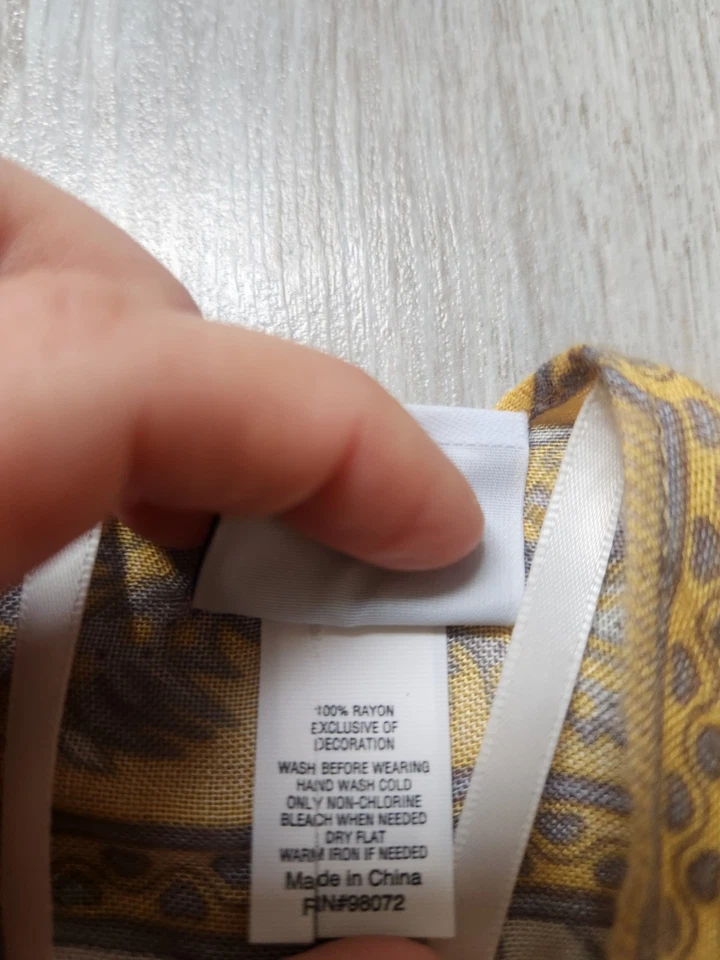 100% RAYON
EXCLUSIVE OF
DECORATION
WASH BEFORE WEARING
HAND WASH COLD
ONLY NON-CHLORINE
BLEACH WHEN NEEDED
DRY FLAT
WARM IRON IF NEEDED
Made in China
RN#98072